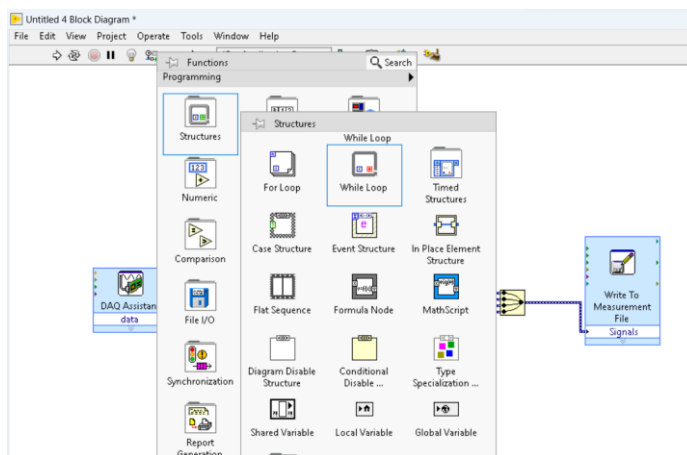 Untitled 4 Block Diagram *
File Edit View Project Operate Tools Window Help
Functions
Search
Programming
Structures
Structures
While Loop
For Loop
While Loop
Timed
Structures
Numeric
Case Structure
Event Structure
In Place Element
Structure
Comparison
Flat Sequence
Formula Node
MathScript
File I/O
DAQ Assistan
data
Write To
Measurement
File
Signals
Diagram Disable
Structure
Conditional
Disable ...
Type
Specialization ...
Synchronization
Shared Variable
Local Variable
Global Variable
Report
Generation